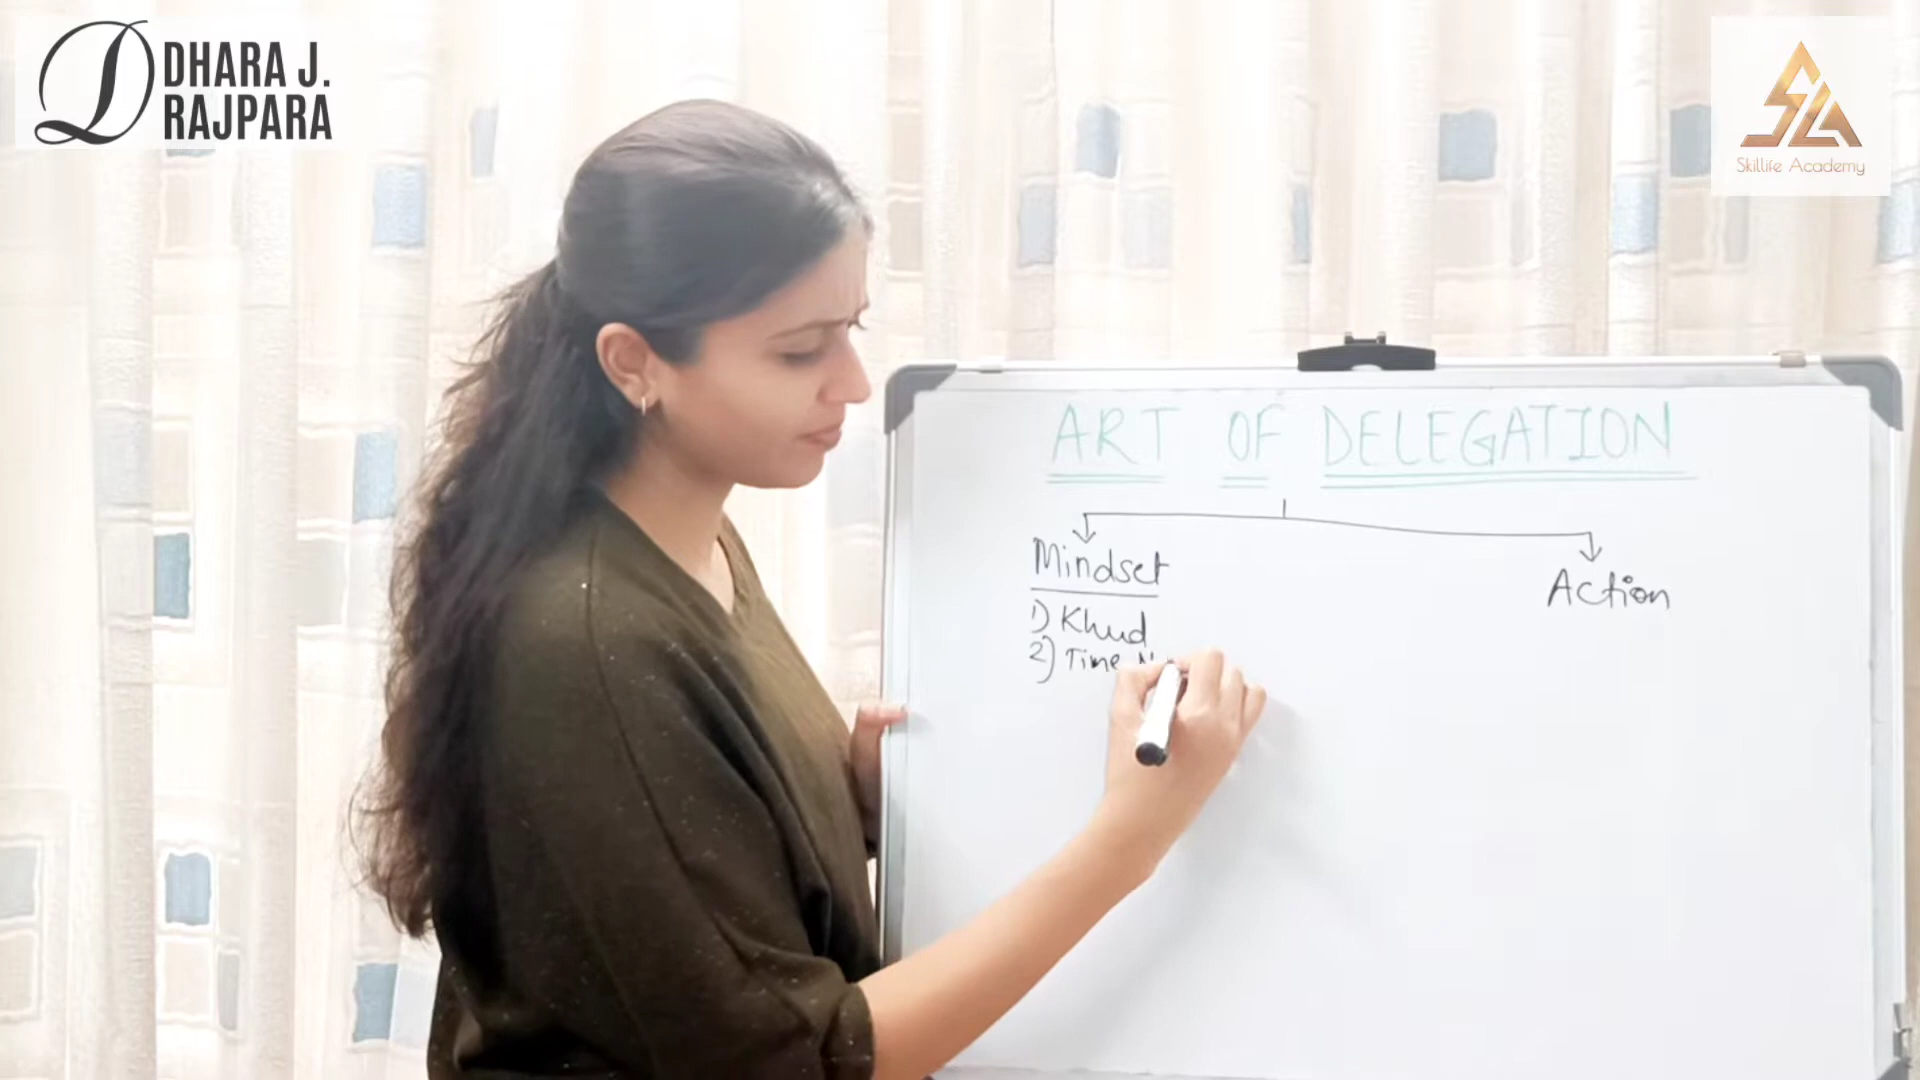 DHARA J.
RAJPARA
Skillife Academy
ART OF DELEGATION
Mindset
Action
1) Khud
2) Time